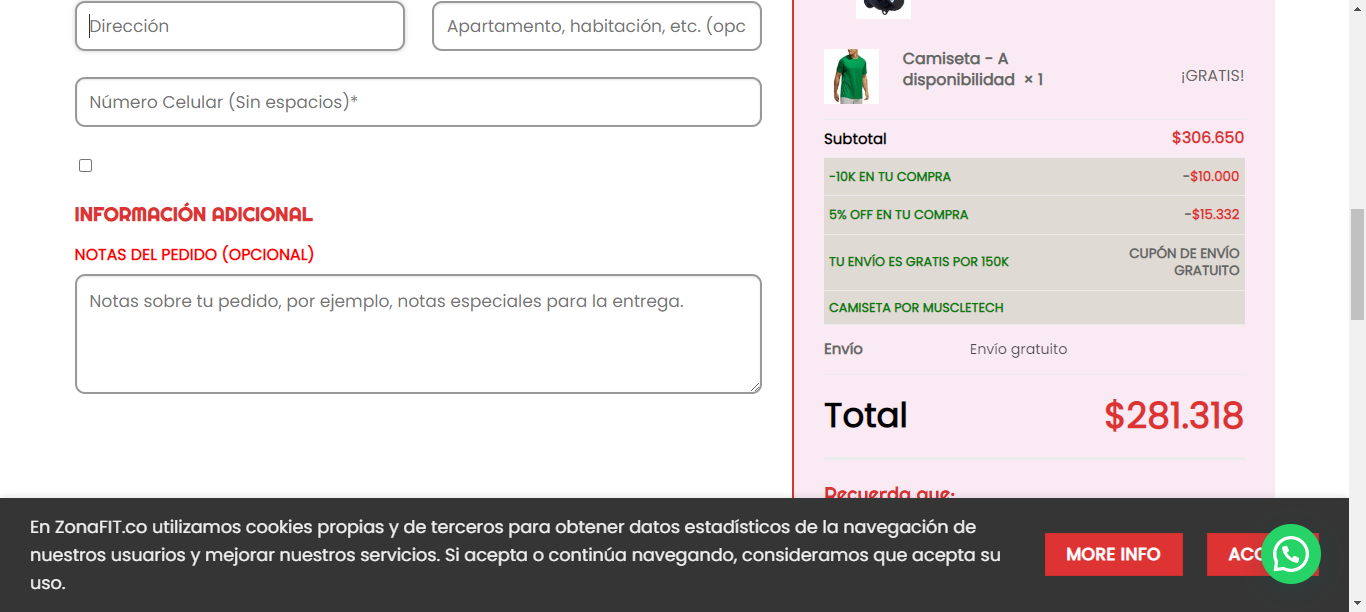 Dirección
Apartamento, habitación, etc. (opc
Número Celular (Sin espacios)*
INFORMACIÓN ADICIONAL
NOTAS DEL PEDIDO (OPCIONAL)
Notas sobre tu pedido, por ejemplo, notas especiales para la entrega.
Camiseta - A
disponibilidad × 1
¡GRATIS!
Subtotal $306.650
-10K EN TU COMPRA -$10.000
5% OFF EN TU COMPRA -$15.332
TU ENVÍO ES GRATIS POR 150K
CUPÓN DE ENVÍO
GRATUITO
CAMISETA POR MUSCLETECH
Envío Envío gratuito
Total $281.318
Recuerda que:
En ZonaFIT.co utilizamos cookies propias y de terceros para obtener datos estadísticos de la navegación de
nuestros usuarios y mejorar nuestros servicios. Si acepta o continúa navegando, consideramos que acepta su
uso.
MORE INFO